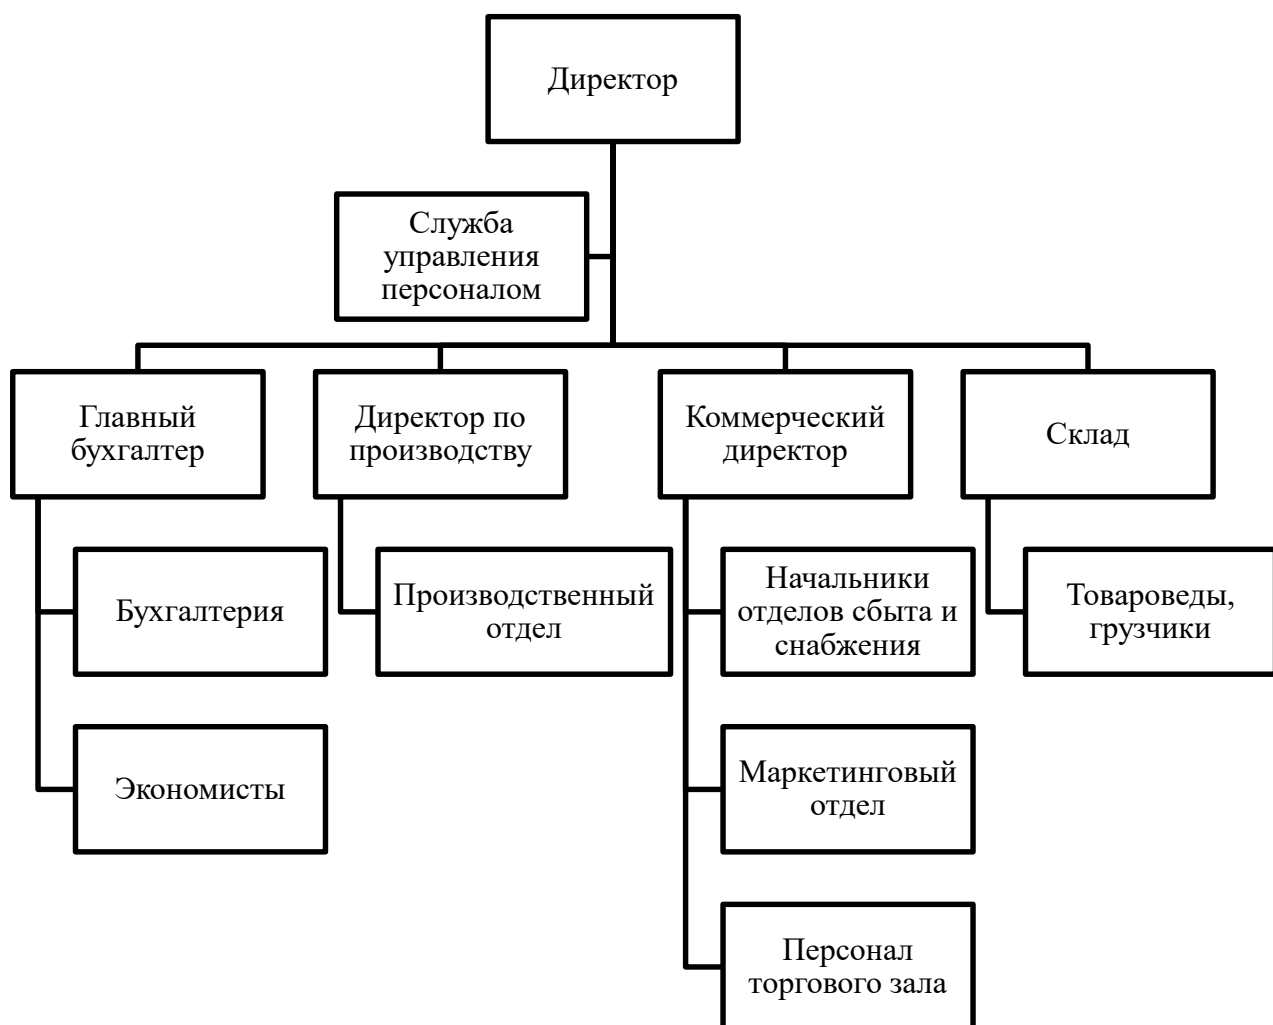 Директор
Служба
управления
персоналом
Главный
бухгалтер
Директор по
производству
Коммерческий
директор
Склад
Бухгалтерия
Производственный
отдел
Начальники
отделов сбыта и
снабжения
Товароведы,
грузчики
Экономисты
Маркетинговый
отдел
Персонал
торгового зала